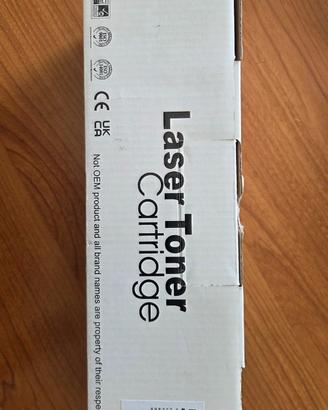 Laser Toner
Cartridge
CE
UK
CA
Not OEM product and all brand names are property of their respe